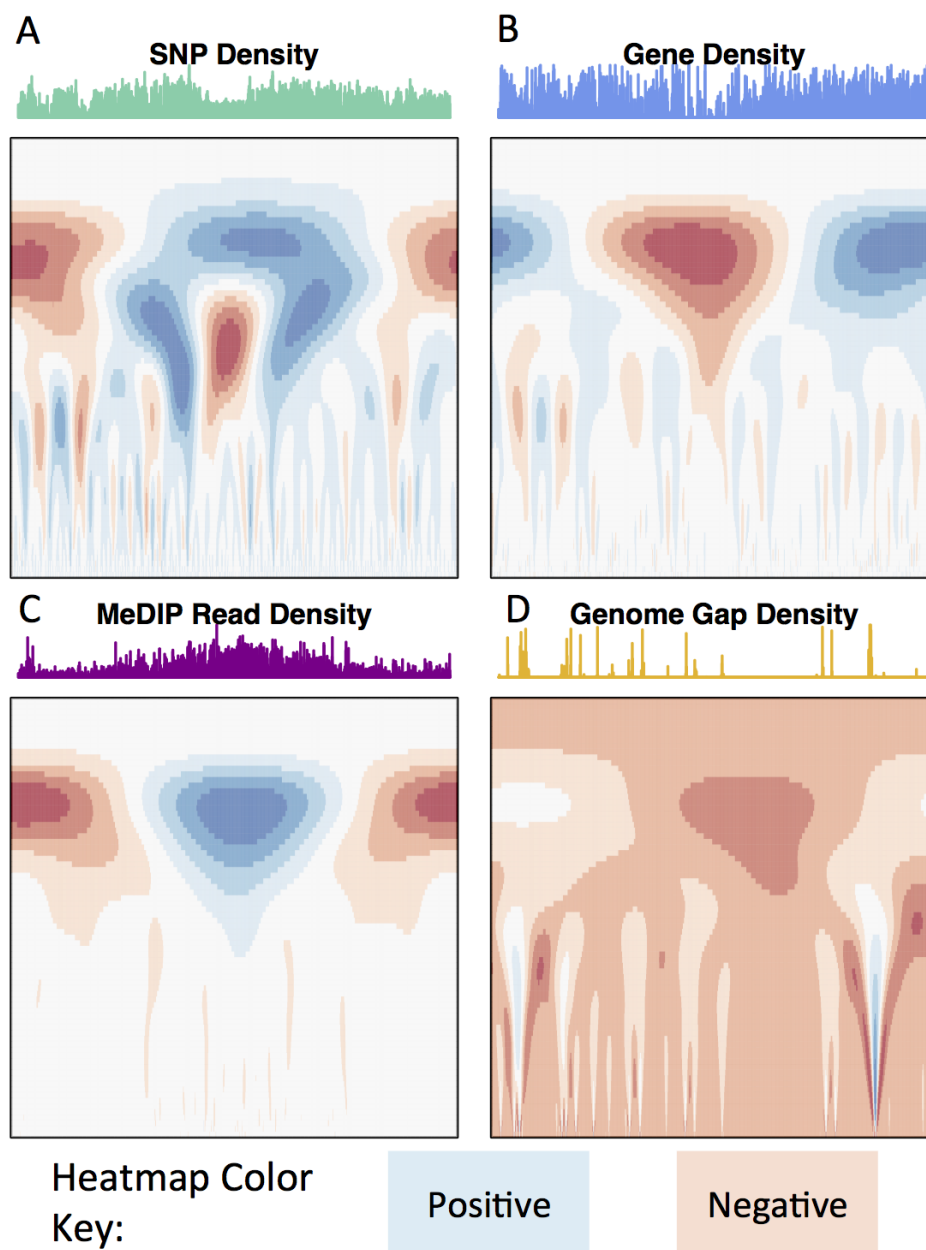 A
SNP Density
B
Gene Density
C
MeDIP Read Density
D
Genome Gap Density
Heatmap Color
Key:
Positive
Negative